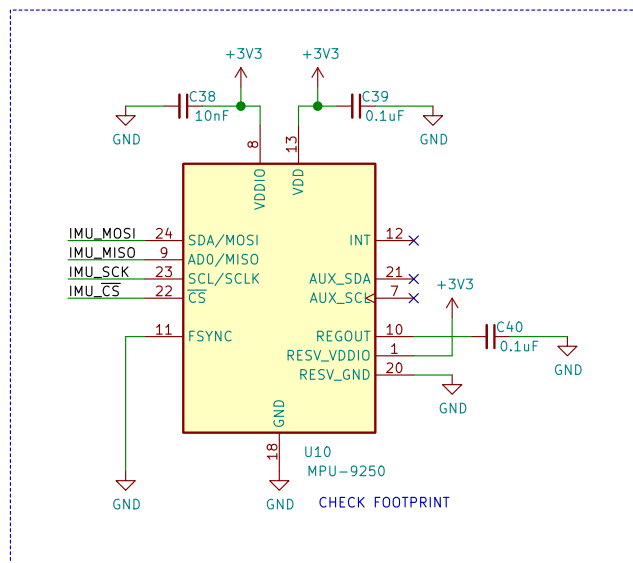 +3V3
+3V3
C38
10nF
C39
0.1uF
GND
GND
8
VDDIO
13
VDD
IMU_MOSI
24
SDA/MOSI
INT
12
IMU_MISO
9
AD0/MISO
IMU_SCK
23
SCL/SCLK
AUX_SDA
21
IMU_CS
22
CS
AUX_SCL
7
+3V3
11
FSYNC
REGOUT
10
C40
0.1uF
RESV_VDDIO
1
GND
RESV_GND
20
GND
GND
18
U10
MPU-9250
GND
GND
CHECK FOOTPRINT